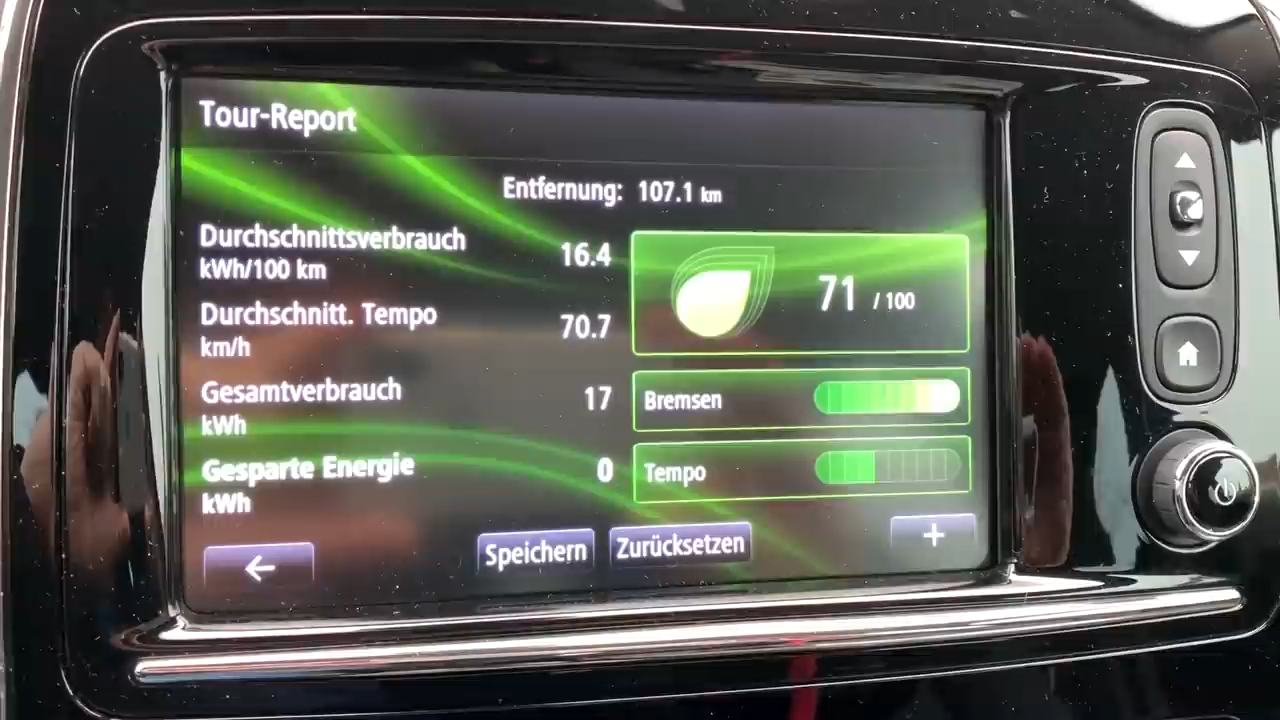 Tour-Report
Entfernung: 107.1 km
Durchschnittsverbrauch 16.4
kWh/100 km
71 / 100
Durchschnitt. Tempo 70.7
km/h
Gesamtverbrauch 17
kWh
Bremsen
Gesparte Energie 0
kWh
Tempo
Speichern
Zurücksetzen
+